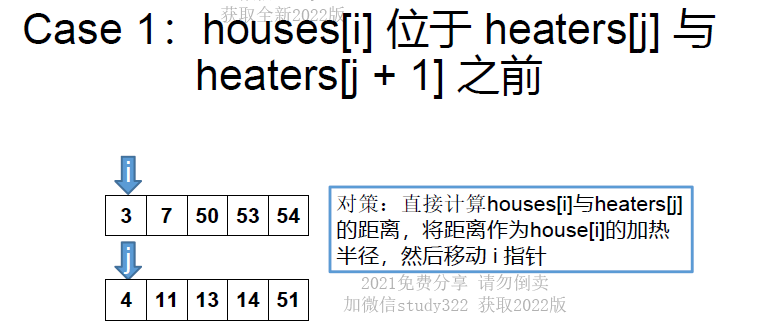 获取全新2022版
Case 1：houses[i] 位于 heaters[j] 与
heaters[j + 1] 之前
i
3 7 50 53 54
j
4 11 13 14 51
对策：直接计算houses[i]与heaters[j]
的距离，将距离作为house[i]的加热
半径，然后移动 i 指针
2021免费分享 请勿倒卖
加微信study322 获取2022版